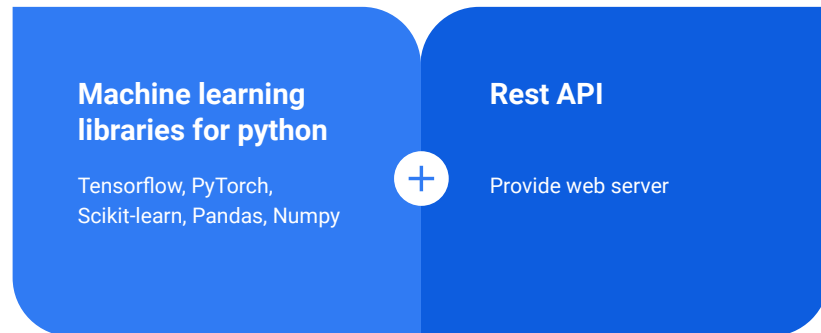 Machine learning
libraries for python
Tensorflow, PyTorch,
Scikit-learn, Pandas, Numpy
+
Rest API
Provide web server